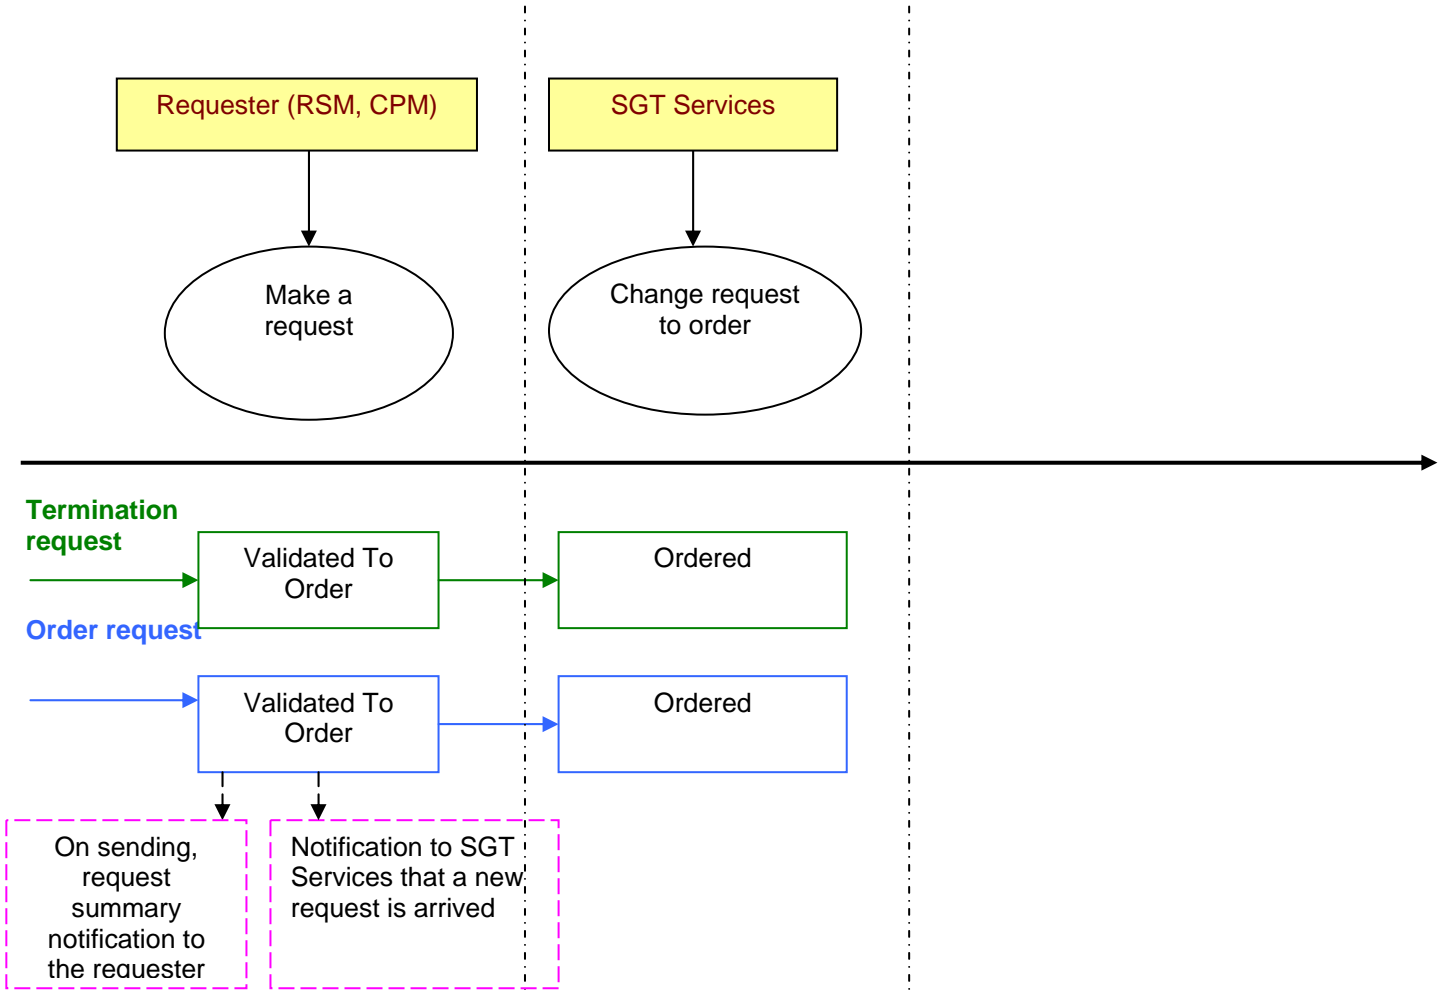 Requester (RSM, CPM)
SGT Services
Make a
request
Change request
to order
Termination
request
Validated To
Order
Ordered
Order request
Validated To
Order
Ordered
On sending,
request
summary
notification to
the requester
Notification to SGT
Services that a new
request is arrived